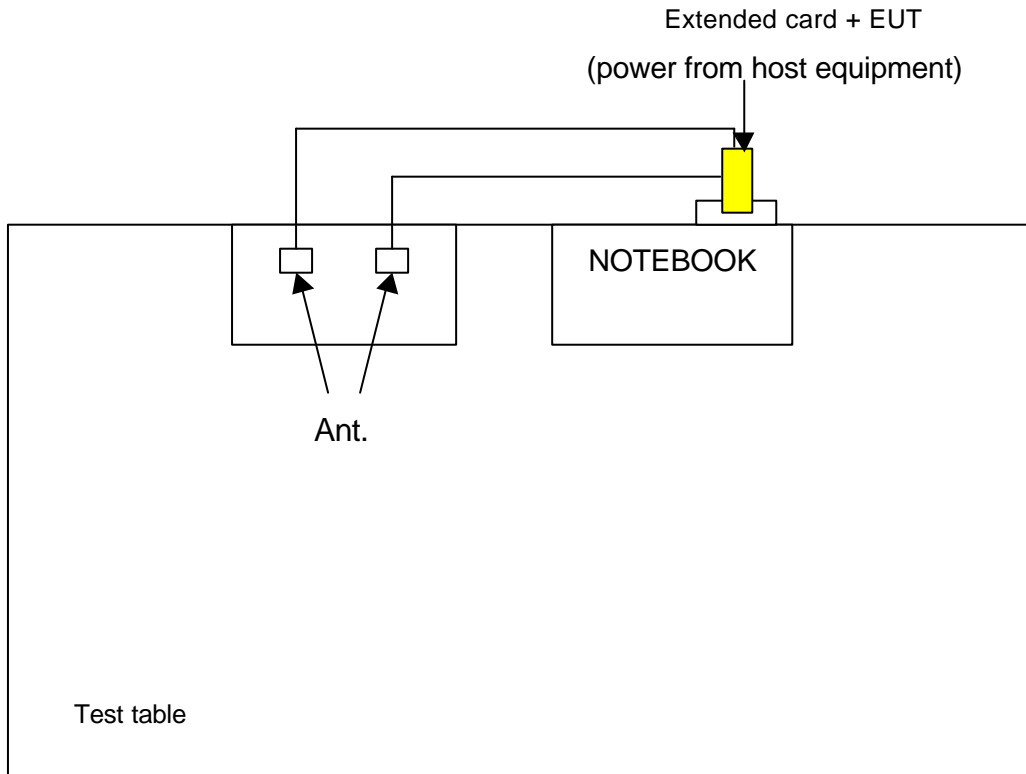 Extended card + EUT
(power from host equipment)
NOTEBOOK
Ant.
Test table